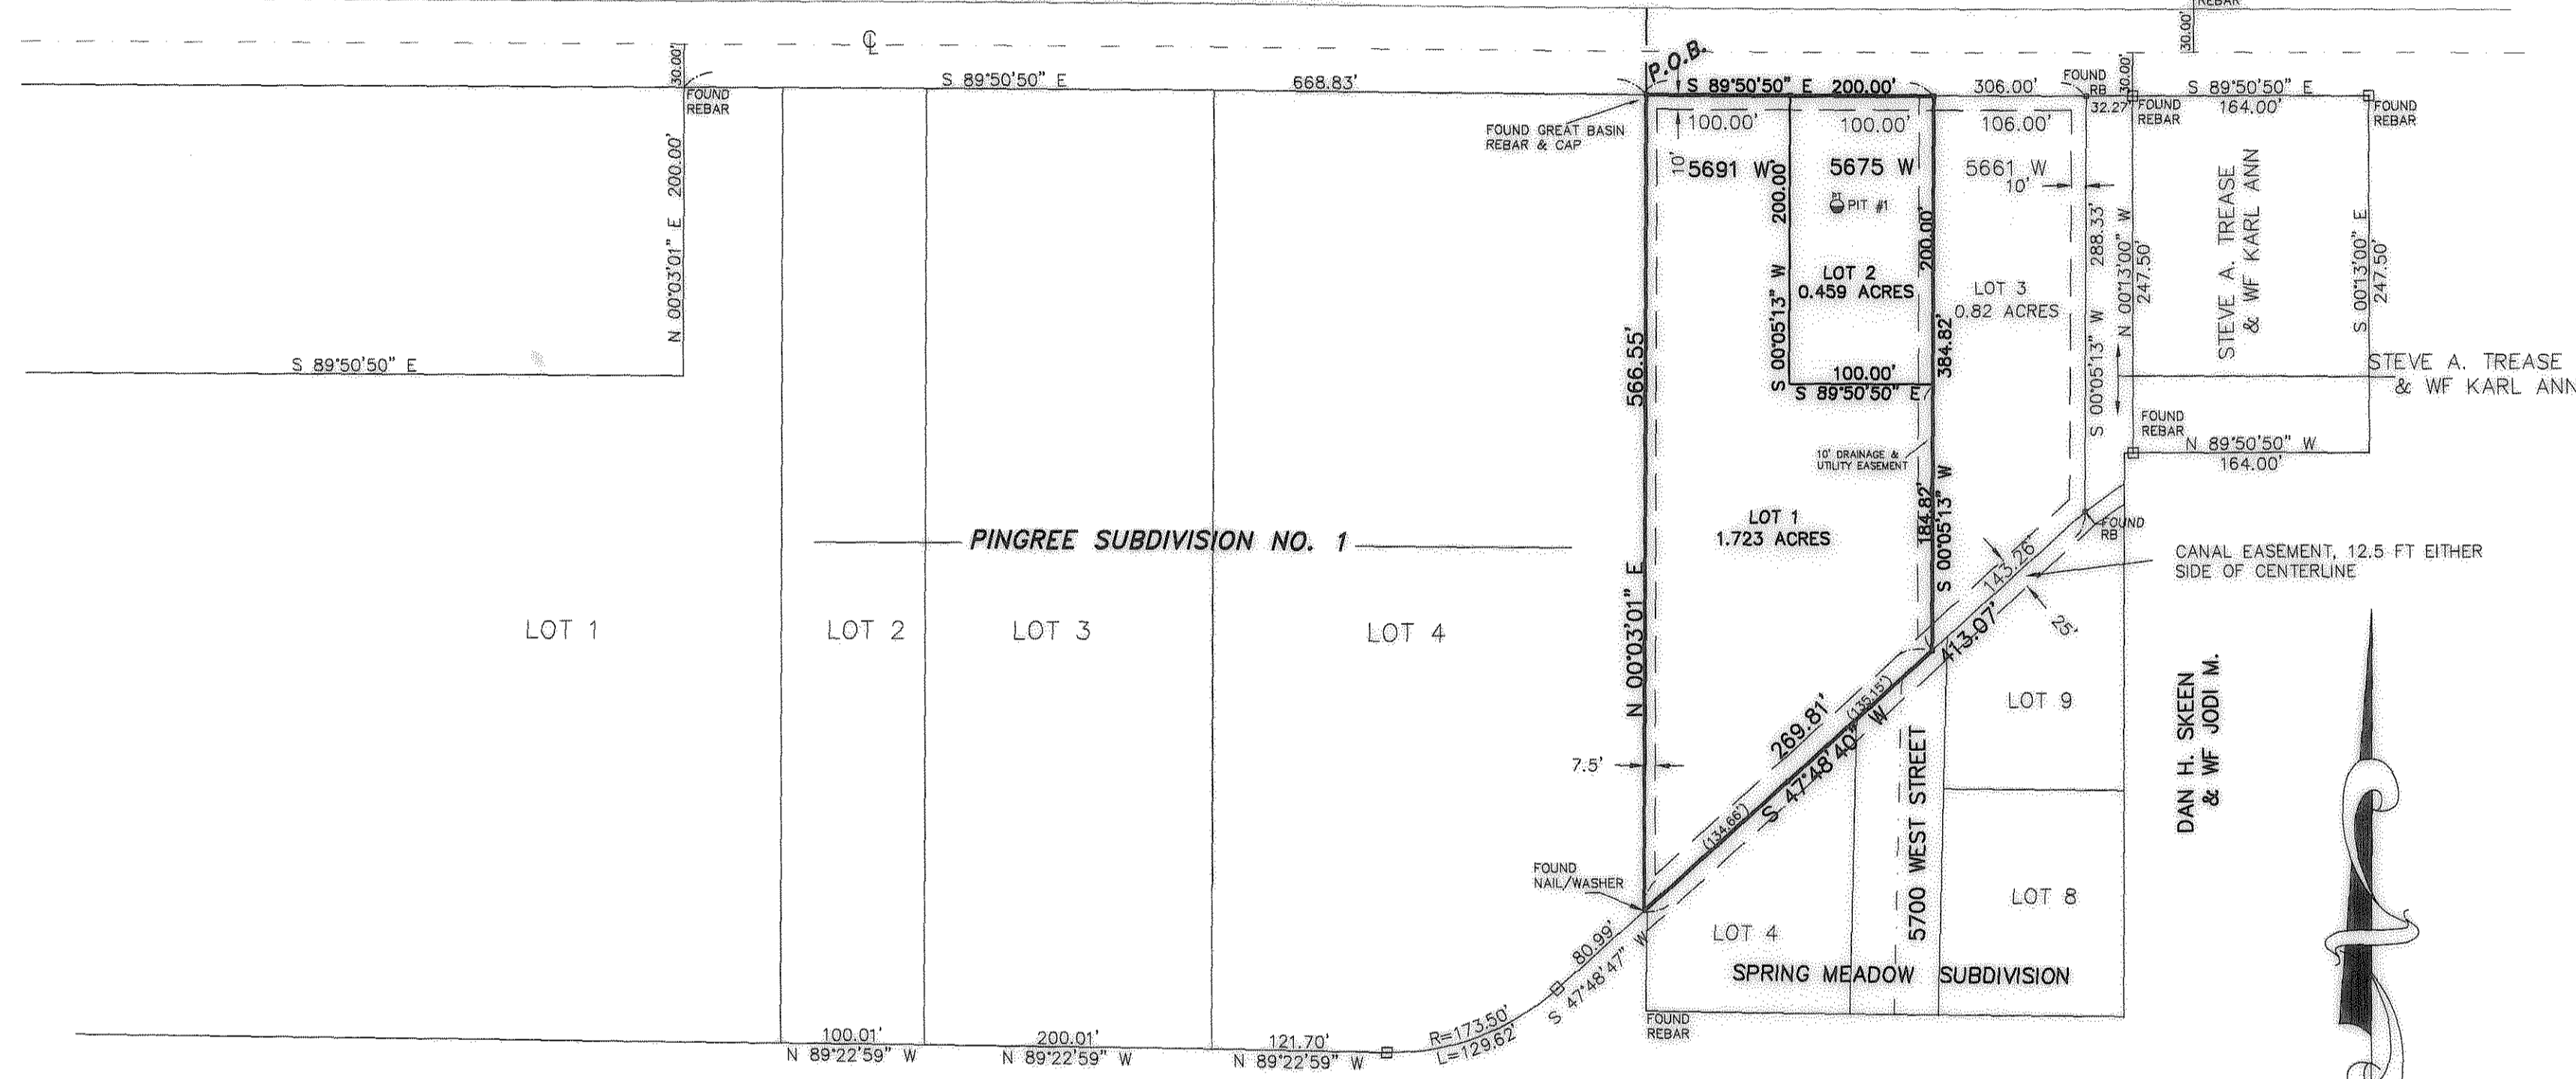 REBAR
30.00'
℄
30.00'
S 89°50'50" E
668.83'
P.O.B.
S 89°50'50" E 200.00'
306.00'
FOUND
RB
30.00'
S 89°50'50" E
164.00'
FOUND
REBAR
32.27'
FOUND
REBAR
FOUND
REBAR
FOUND GREAT BASIN
REBAR & CAP
100.00'
100.00'
106.00'
10'
5691 W
5675 W
5661 W
10'
PIT #1
N 00°03'01" E 200.00'
S 89°50'50" E
S 00°05'13" W 200.00'
200.00'
LOT 2
0.459 ACRES
LOT 3
0.82 ACRES
384.82'
S 00°05'13" W 288.33'
N 00°13'00" W
247.50'
STEVE A. TREASE
& WF KARL ANN
S 00°13'00" E
247.50'
STEVE A. TREASE
& WF KARL ANN
566.55'
100.00'
S 89°50'50" E
FOUND
REBAR
N 89°50'50" W
164.00'
10' DRAINAGE &
UTILITY EASEMENT
184.82'
S 00°05'13" W
LOT 1
1.723 ACRES
PINGREE SUBDIVISION NO. 1
FOUND
RB
CANAL EASEMENT, 12.5 FT EITHER
SIDE OF CENTERLINE
143.26'
413.07'
25'
LOT 1
LOT 2
LOT 3
LOT 4
N 00°03'01" E
269.81'
(135.15')
S 47°48'40" W
(134.66')
7.5'
LOT 9
DAN H. SKEEN
& WF JODI M.
5700 WEST STREET
FOUND
NAIL/WASHER
LOT 8
LOT 4
80.99'
S 47°48'47" W
SPRING MEADOW SUBDIVISION
FOUND
REBAR
R=173.50'
L=129.62'
100.01'
N 89°22'59" W
200.01'
N 89°22'59" W
121.70'
N 89°22'59" W